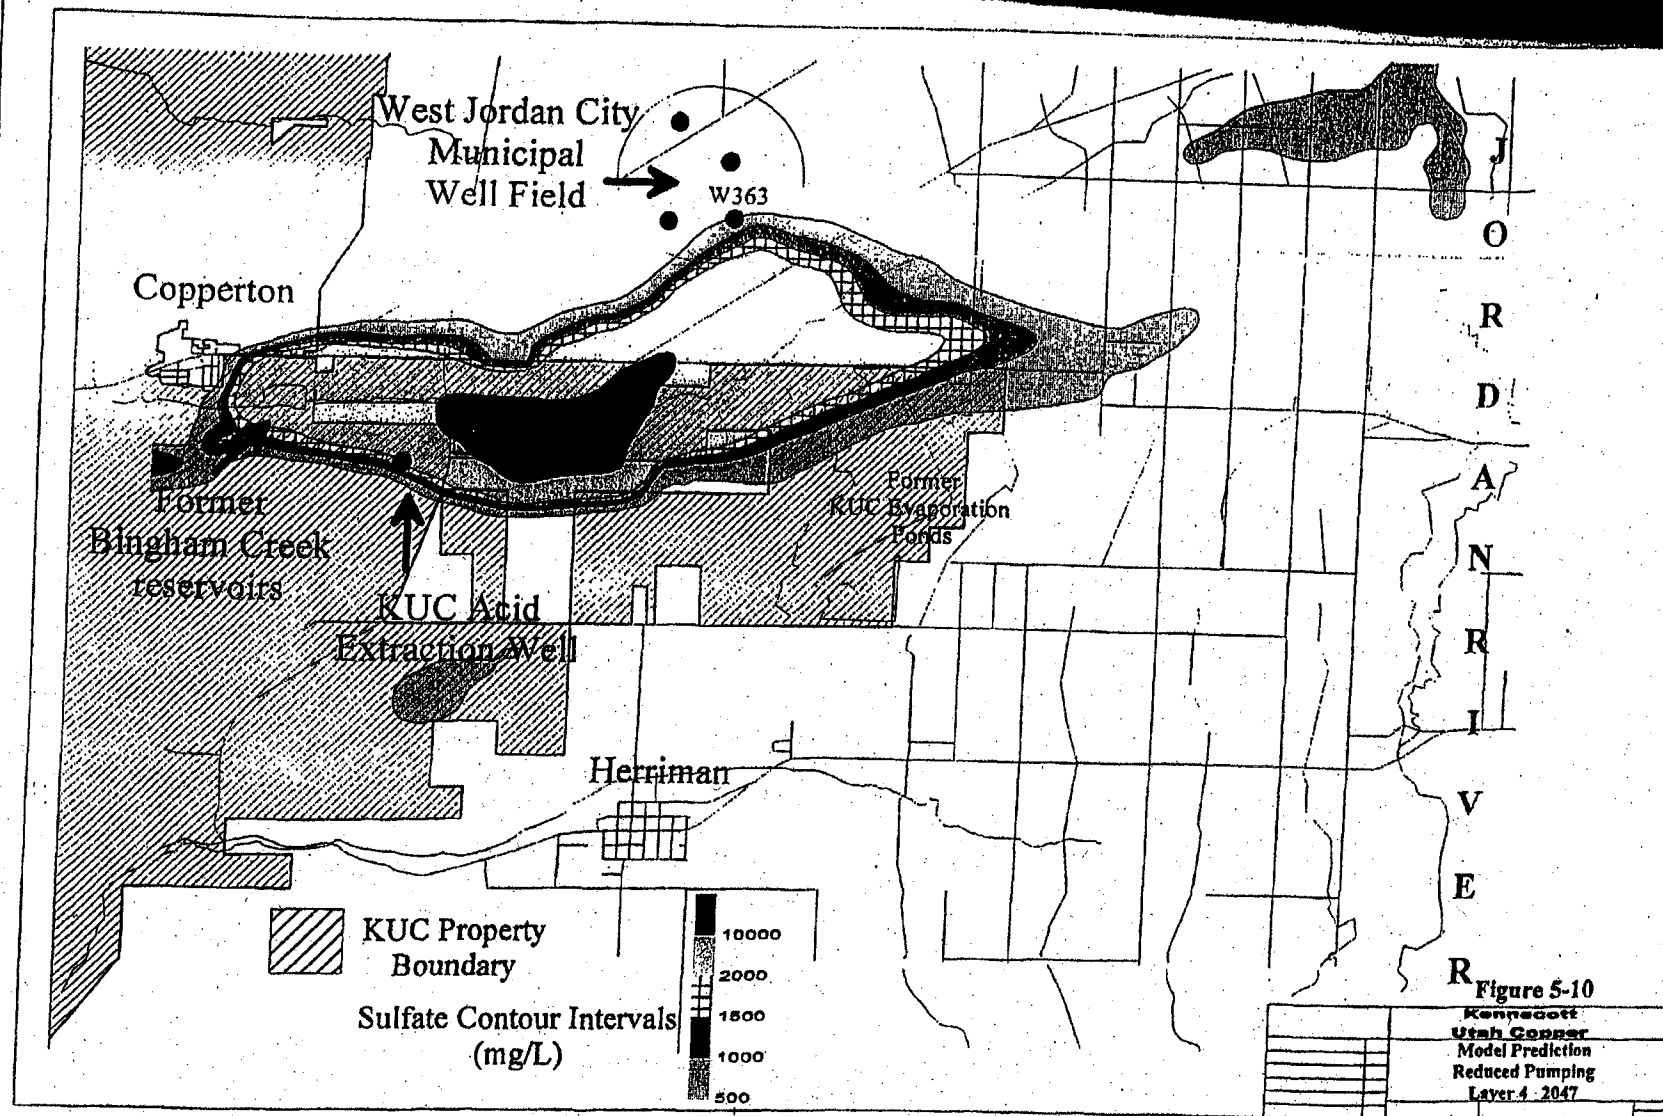 West Jordan City
Municipal
Well Field
W363
Copperton
Former
Bingham Creek
reservoirs
KUC Acid
Extraction Well
Former
KUC Evaporation
Ponds
Herriman
J
O
R
D
A
N
R
I
V
E
R
KUC Property
Boundary
Sulfate Contour Intervals
(mg/L)
10000
2000
1500
1000
500
Figure 5-10
Kennecott
Utah Copper
Model Prediction
Reduced Pumping
Layer 4 - 2047